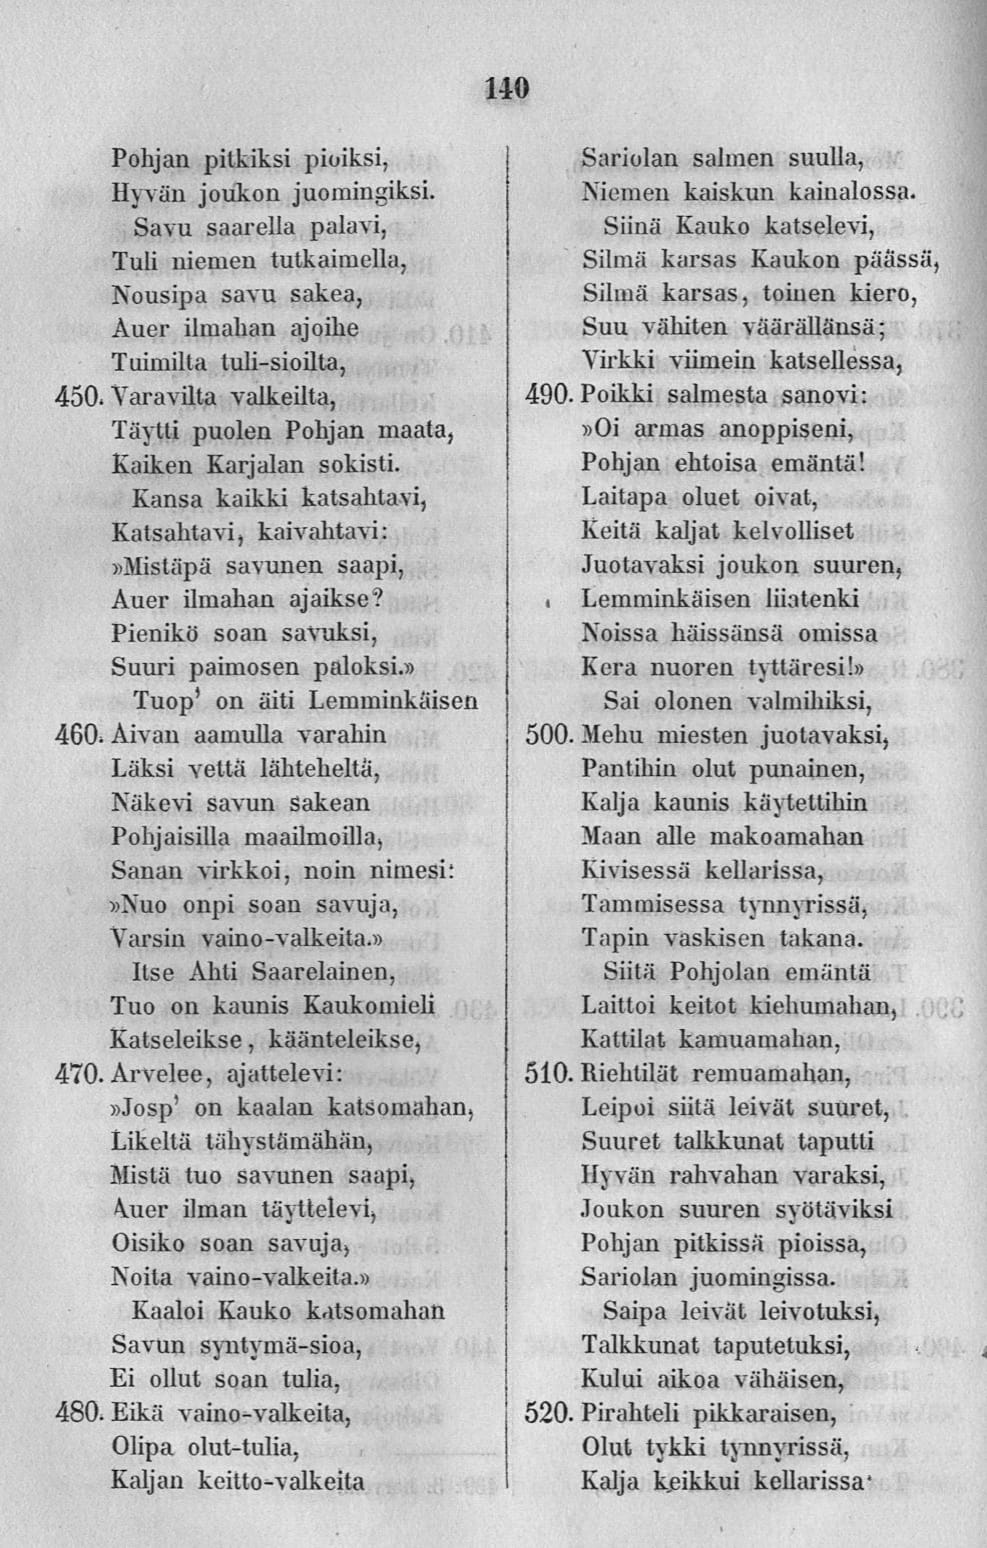 140
Pohjan pitkiksi pioiksi,
Hyvän joukon juomingiksi.
Savu saarella palavi,
Tuli niemen tutkaimella,
Nousipa savu sakea,
Auer ilmahan ajoihe
Tuimilta tuli-sioilta,
450. Varavilta valkeilta,
Täytti puolen Pohjan maata,
Kaiken Karjalan sokisti.
Kansa kaikki katsahtavi,
Katsahtavi, kaivahtavi:
»Mistäpä savunen saapi,
Auer ilmahan ajaikse?
Pienikö soan savuksi,
Suuri paimosen paloksi.»
Tuop' on äiti Lemminkäisen
460. Aivan aamulla varahin
Läksi vettä lähteheltä,
Näkevi savun sakean
Pohjaisilla maailmoilla,
Sanan virkkoi, noin nimesi:
»Nuo onpi soan savuja,
Varsin vaino-valkeita.»
Itse Ahti Saarelainen,
Tuo on kaunis Kaukomieli
Katseleikse, käänteleikse,
470. Arvelee, ajattelevi:
»Josp' on kaalan katsomahan,
Likeltä tähystämähän,
Mistä tuo savunen saapi,
Auer ilman täyttelevi,
Oisiko soan savuja,
Noita vaino-valkeita.»
Kaaloi Kauko katsomahan
Savun syntymä-sioa,
Ei ollut soan tulia,
480. Eikä vaino-valkeita,
Olipa olut-tulia,
Kaljan keitto-valkeita
Sariolan salmen suulla,
Niemen kaiskun kainalossa.
Siinä Kauko katselevi,
Silmä karsas Kaukon päässä,
Silmä karsas, toinen kiero,
Suu vähiten väärällänsä;
Virkki viimein katsellessa,
490. Poikki salmesta sanovi:
»Oi armas anoppiseni,
Pohjan ehtoisa emäntä!
Laitapa oluet oivat,
Keitä kaljat kelvolliset
Juotavaksi joukon suuren,
Lemminkäisen liiatenki
Noissa häissänsä omissa
Kera nuoren tyttäresi!»
Sai olonen valmihiksi,
500. Mehu miesten juotavaksi,
Pantihin olut punainen,
Kalja kaunis käytettihin
Maan alle makoamahan
Kivisessä kellarissa,
Tammisessa tynnyrissä,
Tapin vaskisen takana.
Siitä Pohjolan emäntä
Laittoi keitot kiehumahan,
Kattilat kamuamahan,
510. Riehtilät remuamahan,
Leipoi siitä leivät suuret,
Suuret talkkunat taputti
Hyvän rahvahan varaksi,
Joukon suuren syötäviksi
Pohjan pitkissä pioissa,
Sariolan juomingissa.
Saipa leivät leivotuksi,
Talkkunat taputetuksi,
Kului aikoa vähäisen,
520. Pirahteli pikkaraisen,
Olut tykki tynnyrissä,
Kalja keikkui kellarissa: